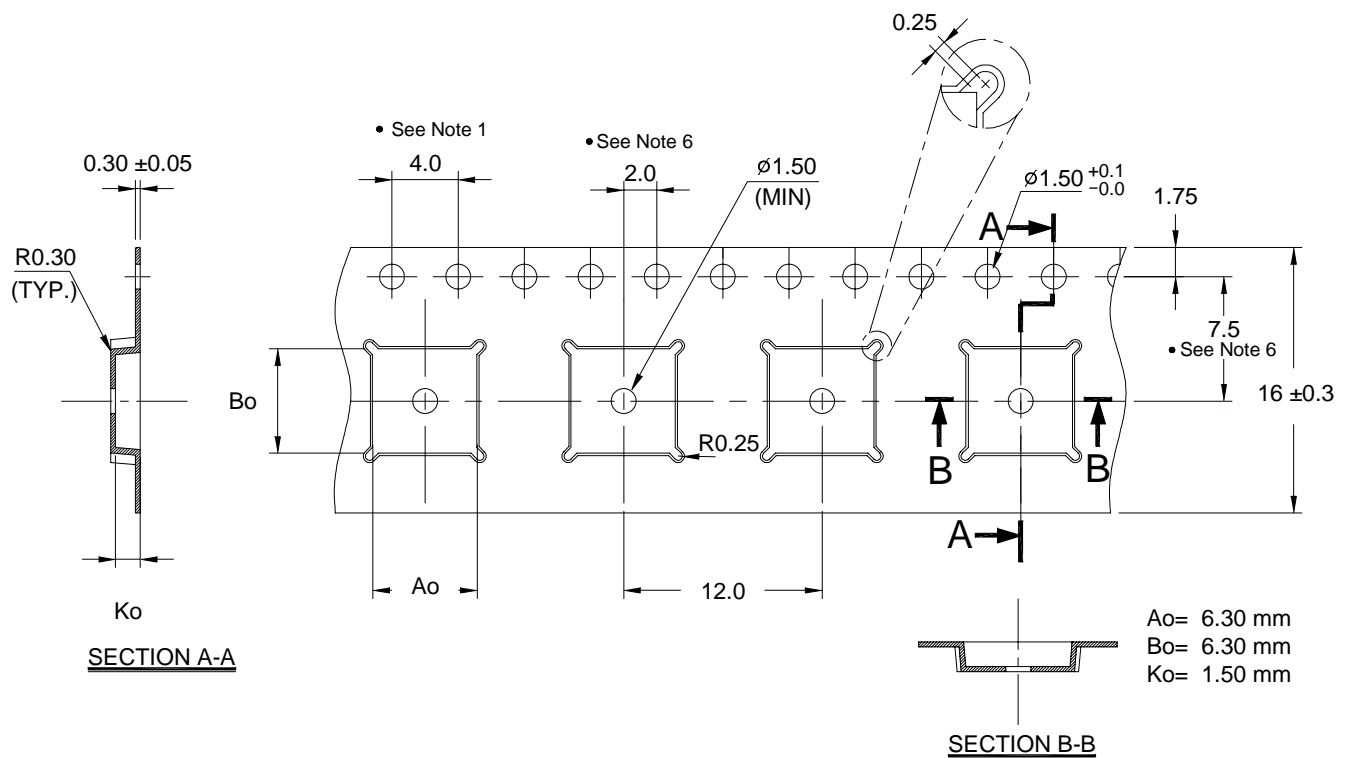 0.25
• See Note 1
4.0
• See Note 6
2.0
0.30 ±0.05
ø1.50
(MIN)
ø1.50 +0.1
−0.0
1.75
A
R0.30
(TYP.)
7.5
• See Note 6
16 ±0.3
Bo
R0.25
B
B
A
Ao
12.0
Ko
SECTION A-A
Ao= 6.30 mm
Bo= 6.30 mm
Ko= 1.50 mm
SECTION B-B